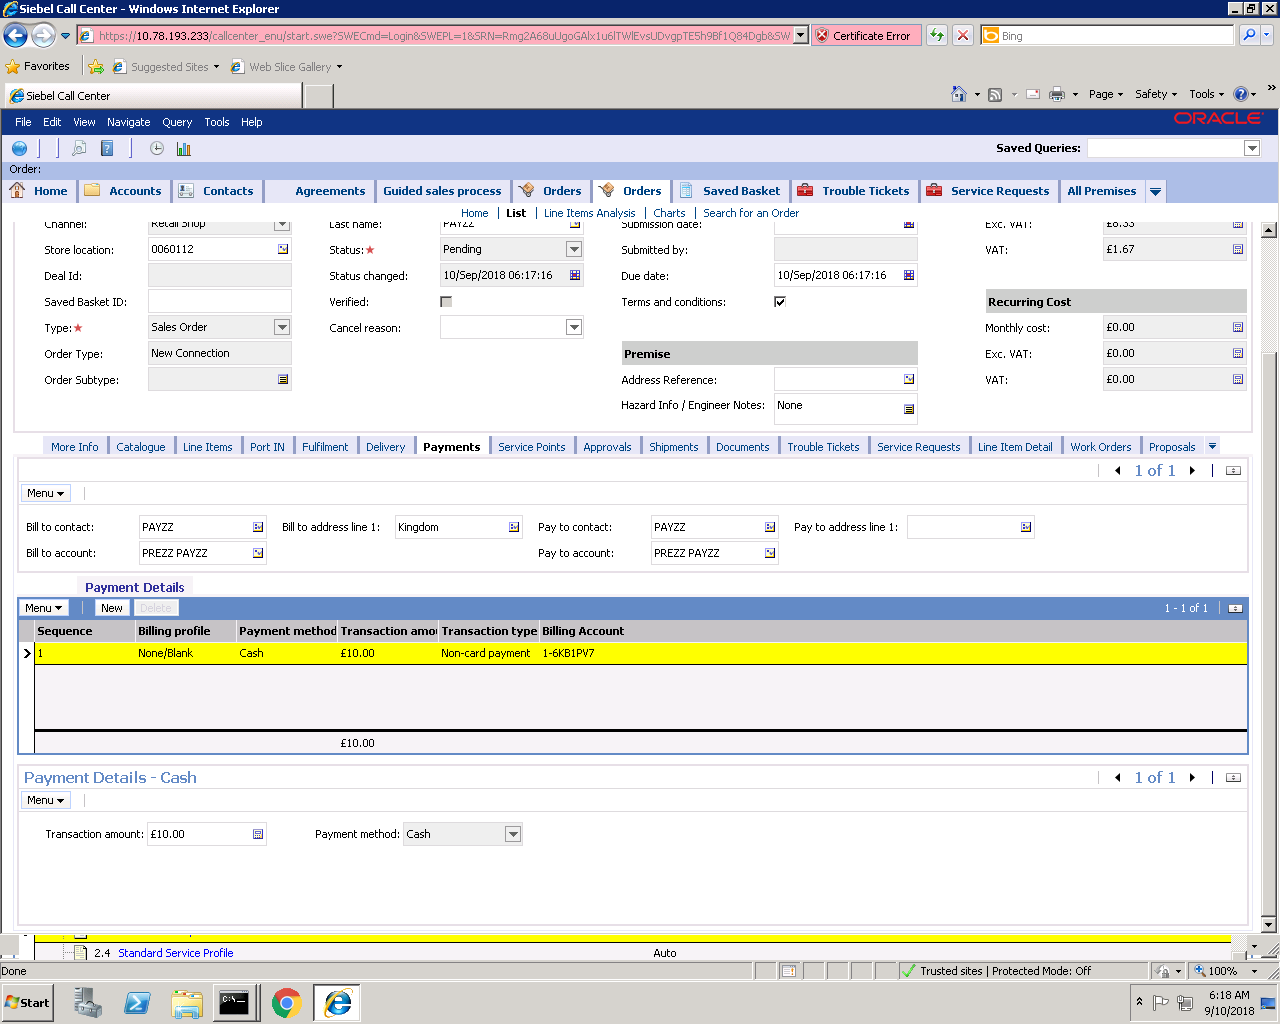 Siebel Call Center - Windows Internet Explorer
https://10.78.193.233/callcenter_enu/start.swe?SWECmd=Login&SWEPL=1&SRN=
Certificate Error
Bing
Favorites
Suggested Sites
Web Slice Gallery
Siebel Call Center
Page
Safety
Tools
File Edit View Navigate Query Tools Help
ORACLE
Saved Queries:
Order:
Home Accounts Contacts Agreements Guided sales process Orders Orders Saved Basket Trouble Tickets Service Requests All Premises
Home | List | Line Items Analysis | Charts | Search for an Order
Channel: Retail Shop Last name: PAYZZ Submission date: Exc. VAT: £8.33
Store location: 0060112 Status:★ Pending Submitted by: VAT: £1.67
Deal Id: Status changed: 10/Sep/2018 06:17:16 Due date: 10/Sep/2018 06:17:16
Saved Basket ID: Verified: Terms and conditions: Recurring Cost
Type:★ Sales Order Cancel reason: Monthly cost: £0.00
Order Type: New Connection Premise Exc. VAT: £0.00
Order Subtype: Address Reference: VAT: £0.00
Hazard Info / Engineer Notes: None
More Info Catalogue Line Items Port IN Fulfilment Delivery Payments Service Points Approvals Shipments Documents Trouble Tickets Service Requests Line Item Detail Work Orders Proposals
1 of 1
Menu
Bill to contact: PAYZZ Bill to address line 1: Kingdom Pay to contact: PAYZZ Pay to address line 1:
Bill to account: PREZZ PAYZZ Pay to account: PREZZ PAYZZ
Payment Details
Menu New Delete 1 - 1 of 1
Sequence Billing profile Payment method Transaction amou Transaction type Billing Account
1 None/Blank Cash £10.00 Non-card payment 1-6KB1PV7
£10.00
Payment Details - Cash 1 of 1
Menu
Transaction amount: £10.00 Payment method: Cash
2.4 Standard Service Profile Auto
Done Trusted sites | Protected Mode: Off 100%
Start
6:18 AM
9/10/2018